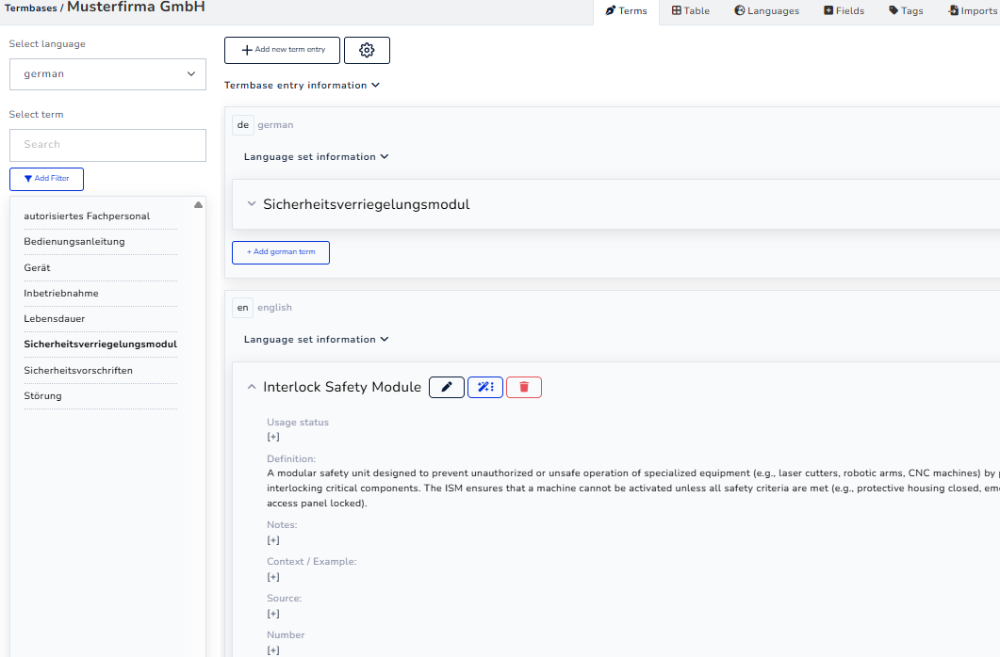 Termbases / Musterfirma GmbH
Terms
Table
Languages
Fields
Tags
Imports
Select language
german
Select term
Search
Add Filter
autorisiertes Fachpersonal
Bedienungsanleitung
Gerät
Inbetriebnahme
Lebensdauer
Sicherheitsverriegelungsmodul
Sicherheitsvorschriften
Störung
Add new term entry
Termbase entry information
de german
Language set information
Sicherheitsverriegelungsmodul
+ Add german term
en english
Language set information
Interlock Safety Module
Usage status
[+]
Definition:
A modular safety unit designed to prevent unauthorized or unsafe operation of specialized equipment (e.g., laser cutters, robotic arms, CNC machines) by
interlocking critical components. The ISM ensures that a machine cannot be activated unless all safety criteria are met (e.g., protective housing closed,
access panel locked).
Notes:
[+]
Context / Example:
[+]
Source:
[+]
Number
[+]